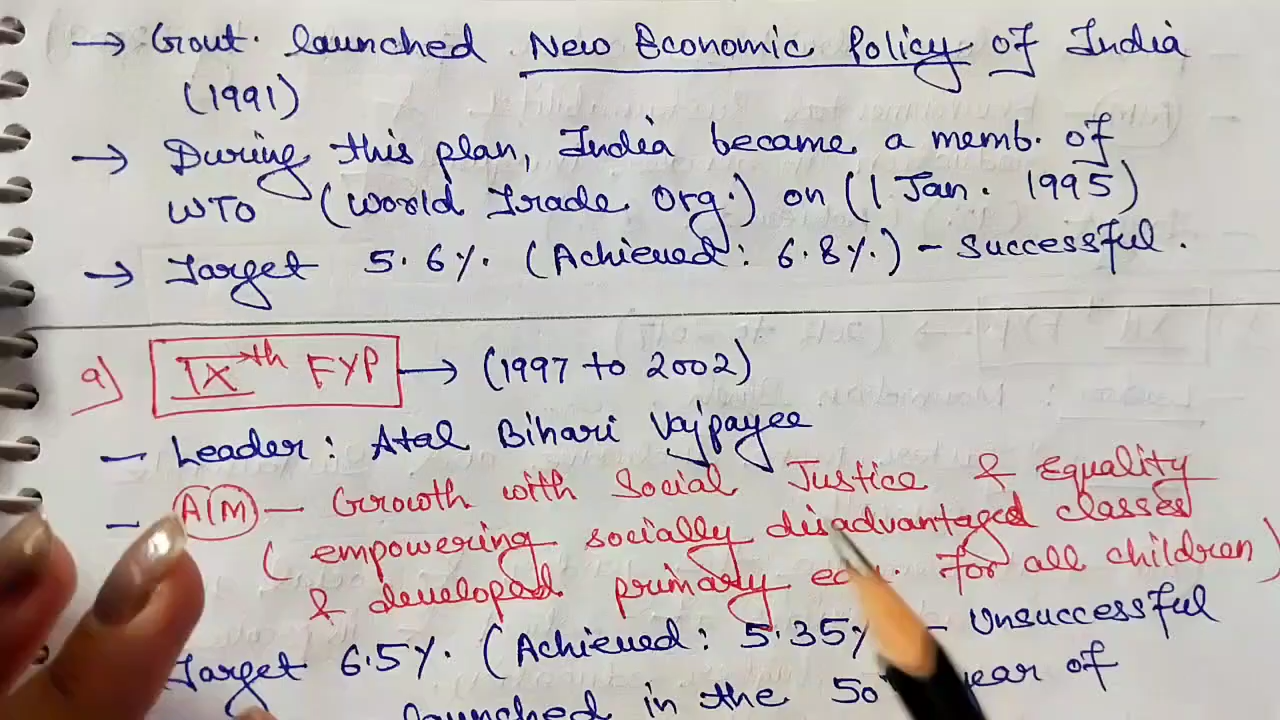 → Govt. launched New Economic Policy of India
(1991)
→ During this plan, India became a memb. of
WTO (World Trade Org.) on (1 Jan. 1995)
→ Target 5.6%. (Achieved: 6.8%.) - Successful.
9) IXth FYP → (1997 to 2002)
- Leader: Atal Bihari Vajpayee
- AIM - Growth with Social Justice & Equality
(empowering socially disadvantaged classes
& developed primary edu. for all children)
Target 6.5%. (Achieved: 5.35% - Unsuccessful
launched in the 50 year of